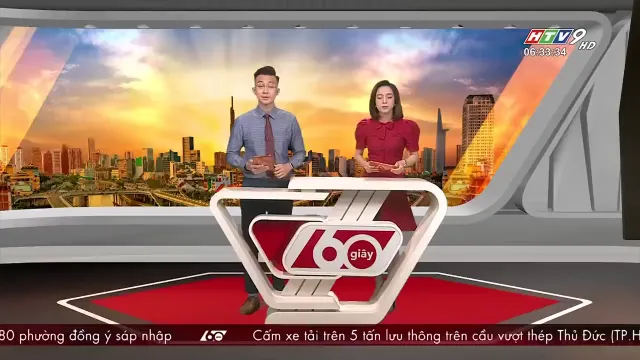 HTV9 HD
06:33:34
60 giây
80 phường đồng ý sáp nhập 60 Cấm xe tải trên 5 tấn lưu thông trên cầu vượt thép Thủ Đức (TP.H